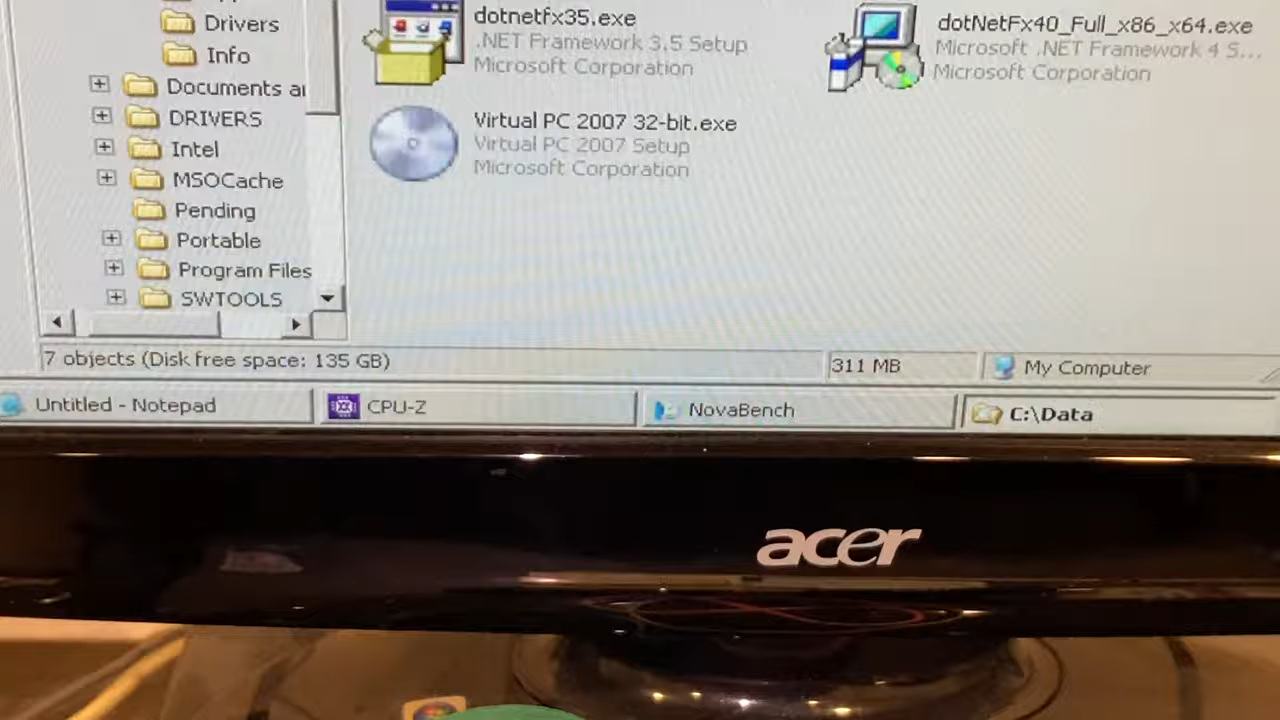 Drivers
Info
Documents a
DRIVERS
Intel
MSOCache
Pending
Portable
Program Files
SWTOOLS
dotnetfx35.exe
.NET Framework 3.5 Setup
Microsoft Corporation
dotNetFx40_Full_x86_x64.exe
Microsoft .NET Framework 4 S...
Microsoft Corporation
Virtual PC 2007 32-bit.exe
Virtual PC 2007 Setup
Microsoft Corporation
7 objects (Disk free space: 135 GB)
311 MB
My Computer
Untitled - Notepad
CPU-Z
NovaBench
C:\Data
acer